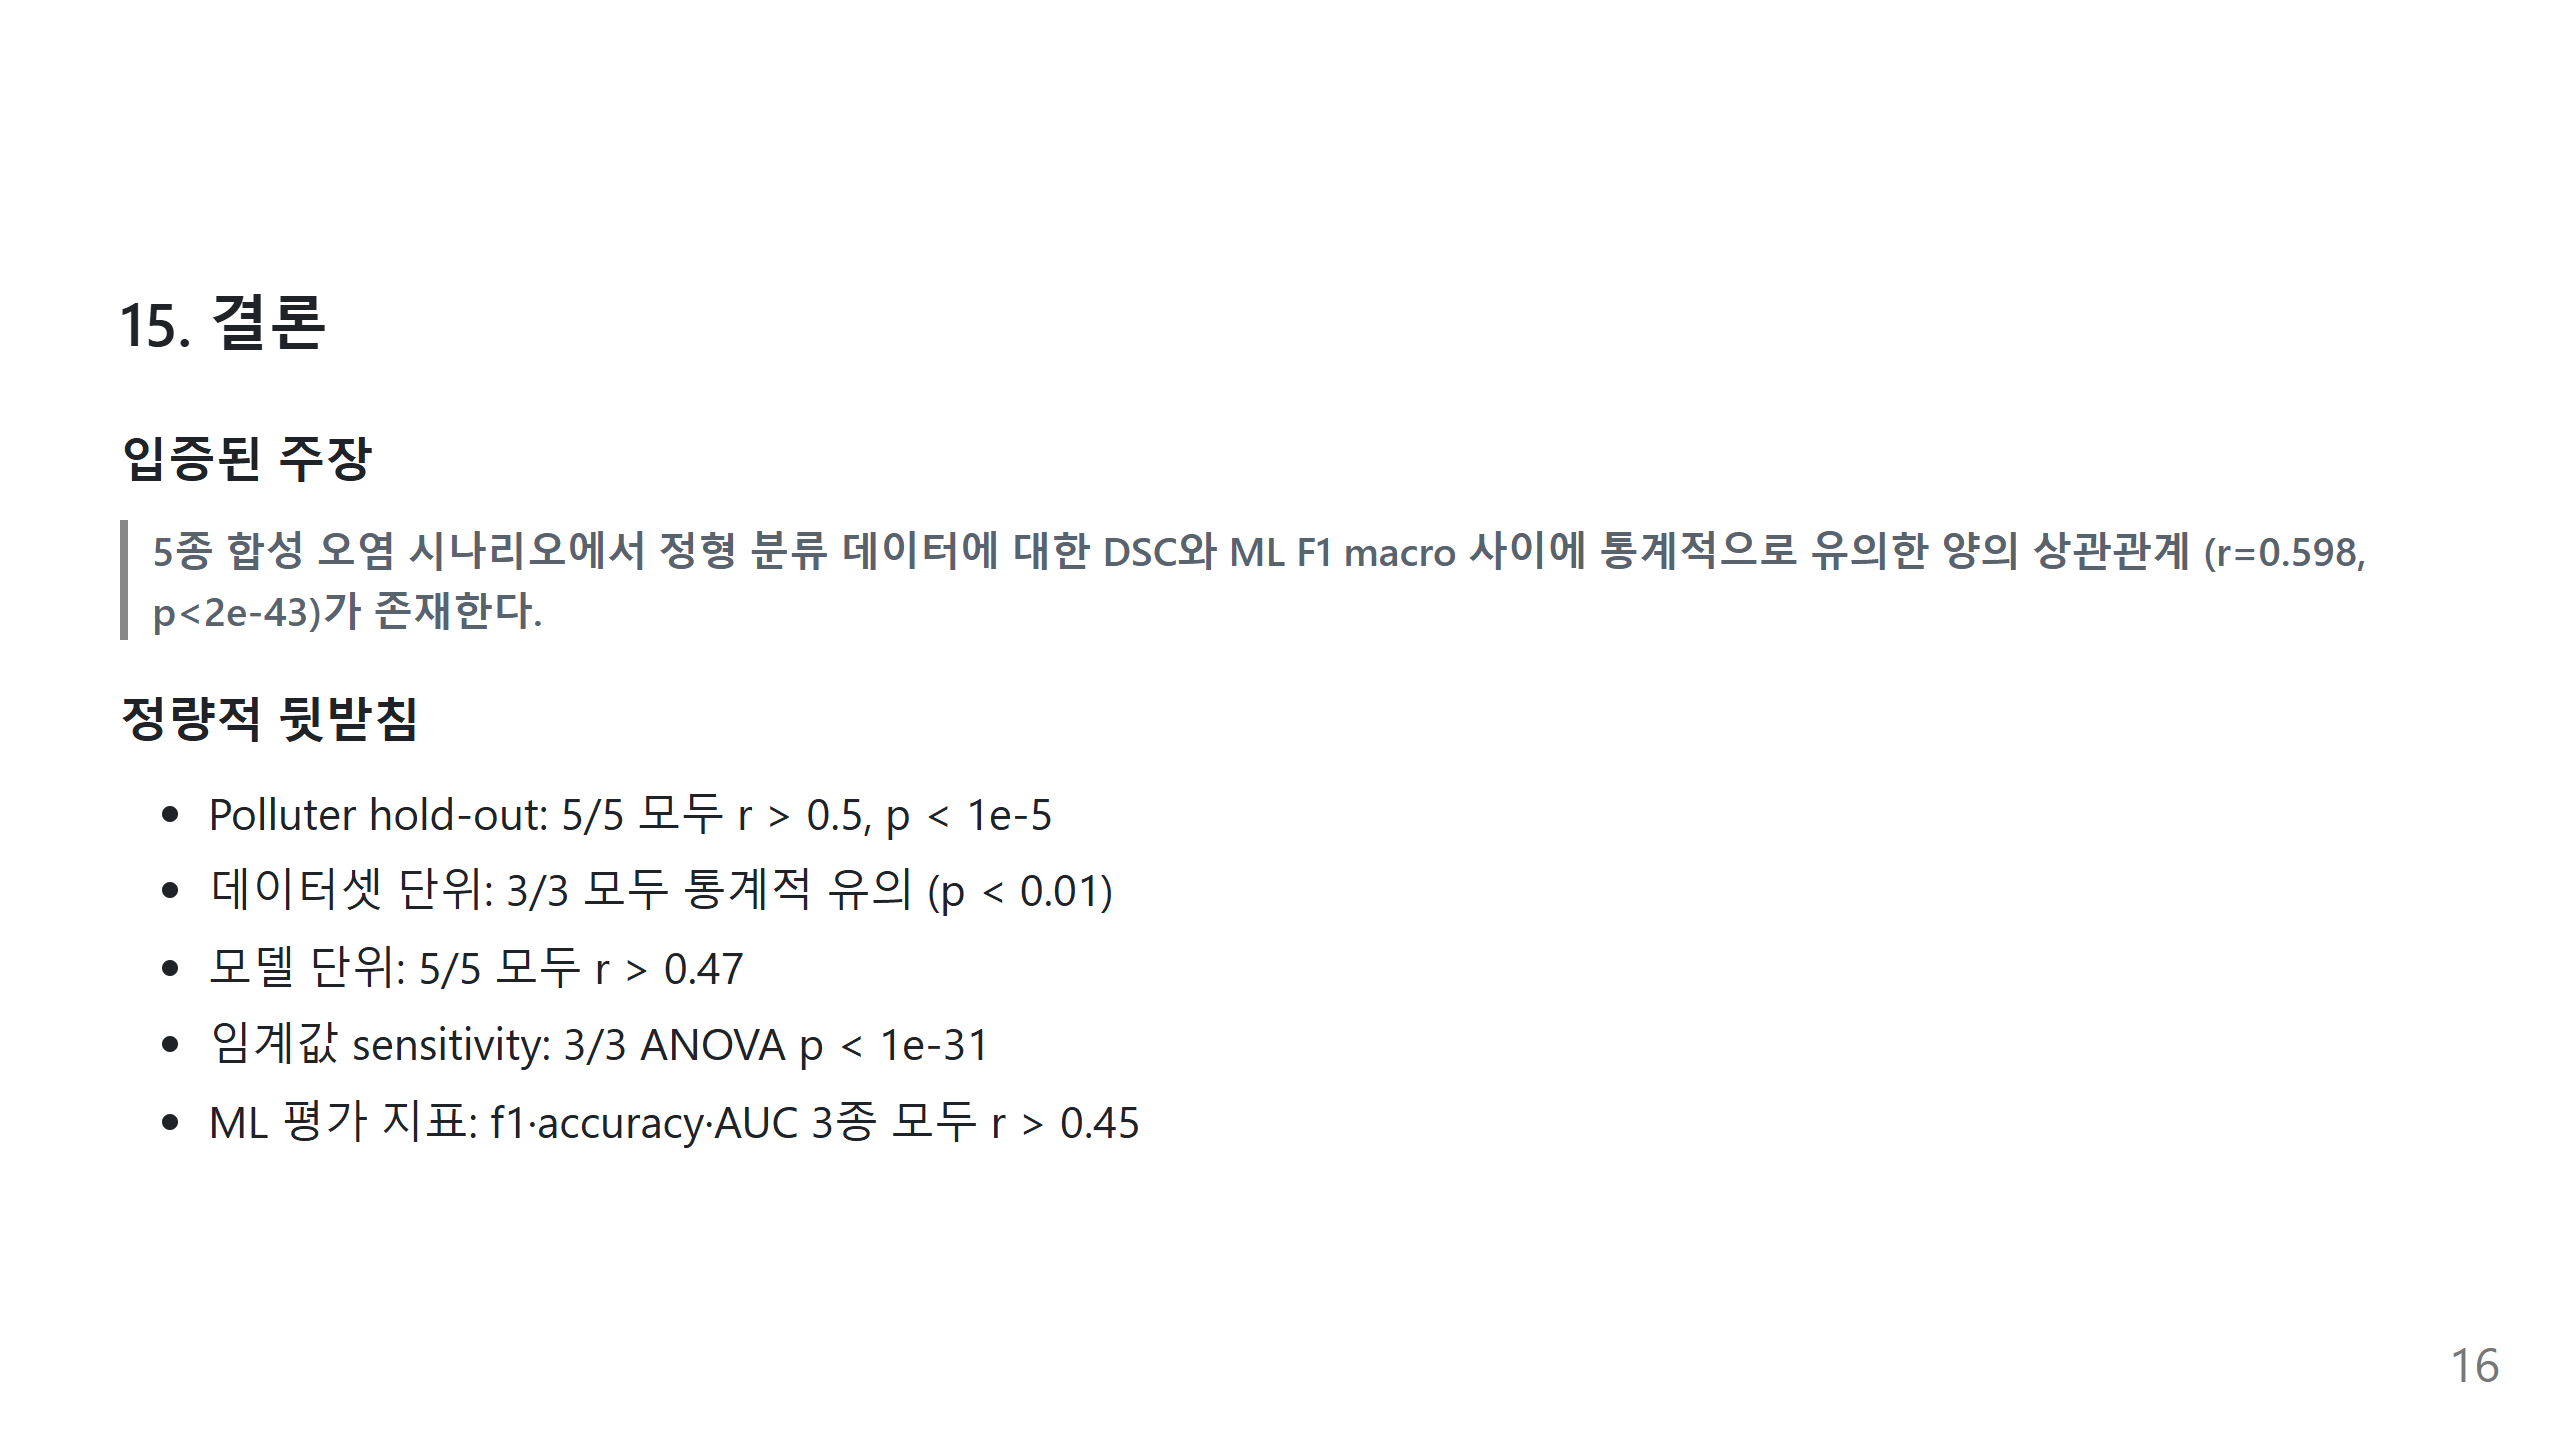 15. 결론
입증된 주장
5종 합성 오염 시나리오에서 정형 분류 데이터에 대한 DSC와 ML F1 macro 사이에 통계적으로 유의한 양의 상관관계 (r=0.598,
p<2e-43)가 존재한다.
정량적 뒷받침
• Polluter hold-out: 5/5 모두 r > 0.5, p < 1e-5
• 데이터셋 단위: 3/3 모두 통계적 유의 (p < 0.01)
• 모델 단위: 5/5 모두 r > 0.47
• 임계값 sensitivity: 3/3 ANOVA p < 1e-31
• ML 평가 지표: f1·accuracy·AUC 3종 모두 r > 0.45
16